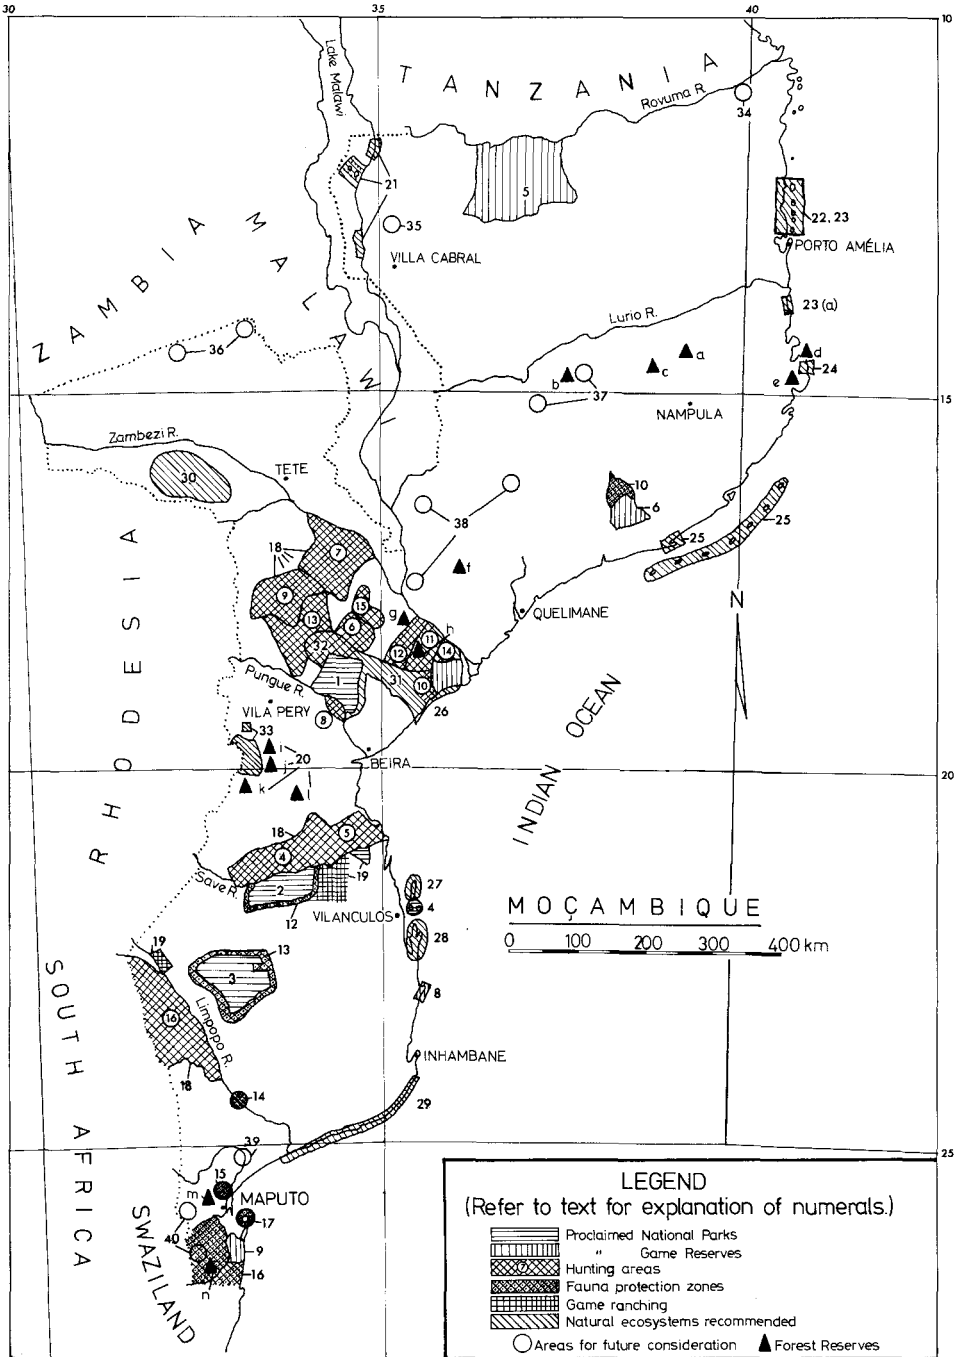 30 35 40 10
TANZANIA
Lake Malawi
Rovuma R.
34
21
5
22, 23
PORTO AMÉLIA
35
VILLA CABRAL
ZAMBIA
MALAWI
23 (a)
Lurio R.
36
a
d
b
c
24
e
37
15
NAMPULA
Zambezi R.
TETE
30
10
6
25
25
38
18
7
f
9
15
g
13
6
QUELIMANE
N
h
11
32
12
14
Pungue R.
1
31
10
26
VILA PERY
8
33
i
j
20
BEIRA
k
l
20
RHODESIA
INDIAN OCEAN
18
5
4
19
Save R.
2
27
12
VILANCULOS
4
MOÇAMBIQUE
28
0 100 200 300 400 km
19
13
3
8
16
Limpopo R.
INHAMBANE
18
14
29
SOUTH AFRICA
39
25
15
m
MAPUTO
17
40
9
16
n
SWAZILAND
LEGEND
(Refer to text for explanation of numerals.)
Proclaimed National Parks
" Game Reserves
7 Hunting areas
Fauna protection zones
Game ranching
Natural ecosystems recommended
Areas for future consideration Forest Reserves